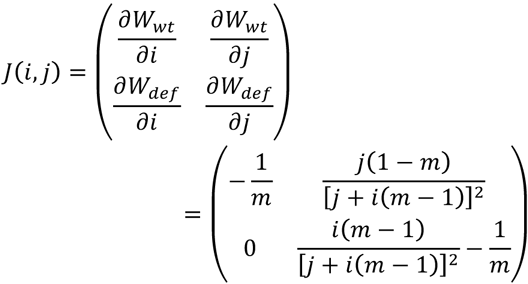 J(i, j) = ( ∂W_wt/∂i   ∂W_wt/∂j
∂W_def/∂i   ∂W_def/∂j )
= ( −1/m   j(1 − m)/[j + i(m − 1)]²
0   i(m − 1)/[j + i(m − 1)]² − 1/m )